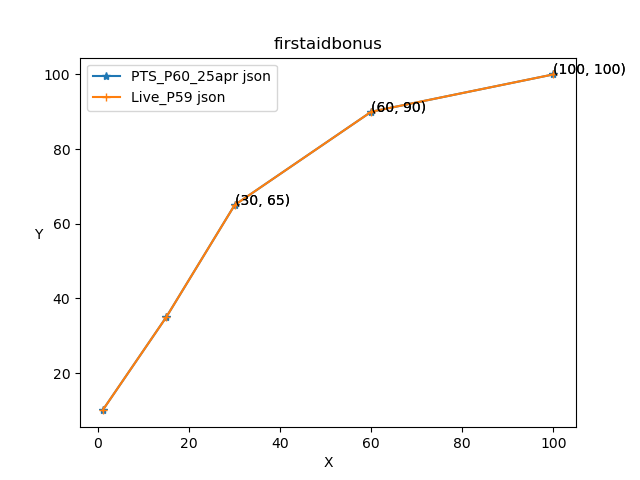 firstaidbonus
PTS_P60_25apr json
Live_P59 json
(100, 100)
(60, 90)
(30, 65)
100
80
60
40
20
Y
0 20 40 60 80 100
X